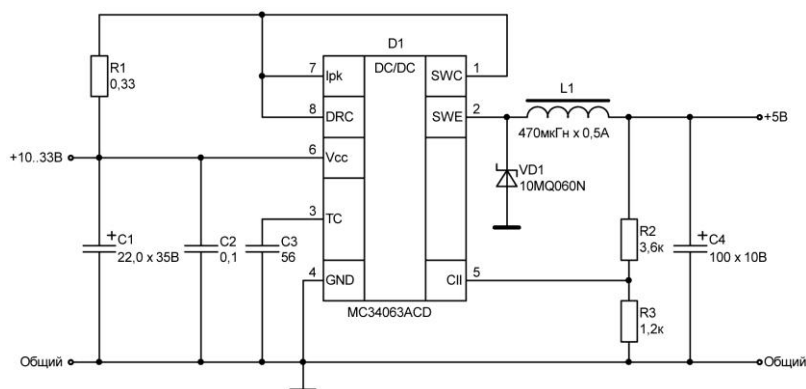 D1
DC/DC
R1
0,33
7
Ipk
SWC
1
8
DRC
SWE
2
L1
470мкГн x 0,5А
+5В
+10..33В
6
Vcc
VD1
10MQ060N
3
TC
C1
22,0 x 35В
C2
0,1
C3
56
4
GND
CII
5
R2
3,6к
C4
100 x 10В
MC34063ACD
R3
1,2к
Общий
Общий
+
+